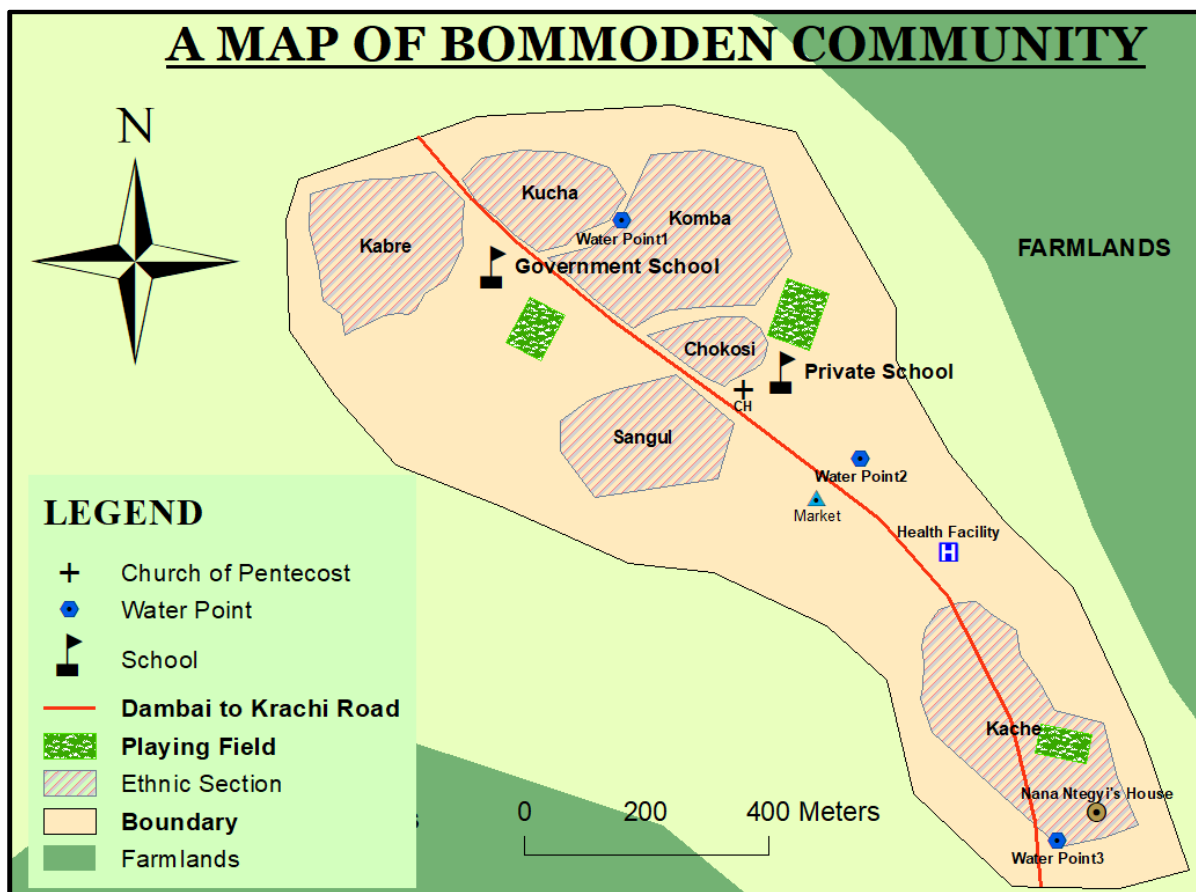 A MAP OF BOMMODEN COMMUNITY
N
Kucha
Komba
Kabre
Water Point1
FARMLANDS
Government School
Chokosi
Private School
CH
Sangul
Water Point2
Market
Health Facility
Kache
Nana Ntegyi's House
Water Point3
LEGEND
Church of Pentecost
Water Point
School
Dambai to Krachi Road
Playing Field
Ethnic Section
Boundary
Farmlands
0 200 400 Meters
H